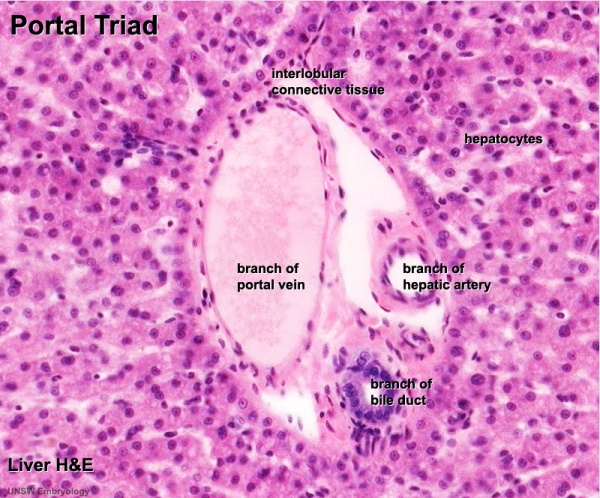 Portal Triad
interlobular
connective tissue
hepatocytes
branch of
portal vein
branch of
hepatic artery
branch of
bile duct
Liver H&E
UNSW Embryology